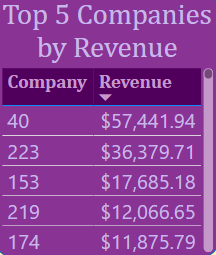 Top 5 Companies
by Revenue
Company Revenue
40 $57,441.94
223 $36,379.71
153 $17,685.18
219 $12,066.65
174 $11,875.79